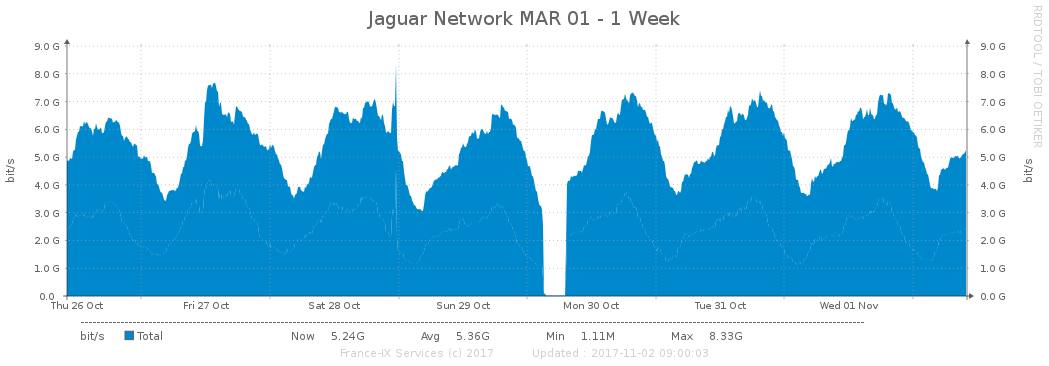 Jaguar Network MAR 01 - 1 Week
RRDTOOL / TOBI OETIKER
9.0 G 9.0 G
8.0 G 8.0 G
7.0 G 7.0 G
6.0 G 6.0 G
5.0 G 5.0 G
4.0 G 4.0 G
3.0 G 3.0 G
2.0 G 2.0 G
1.0 G 1.0 G
0.0 0.0 G
bit/s bit/s
Thu 26 Oct Fri 27 Oct Sat 28 Oct Sun 29 Oct Mon 30 Oct Tue 31 Oct Wed 01 Nov
bit/s Total Now 5.24G Avg 5.36G Min 1.11M Max 8.33G
France-IX Services (c) 2017 Updated : 2017-11-02 09:00:03